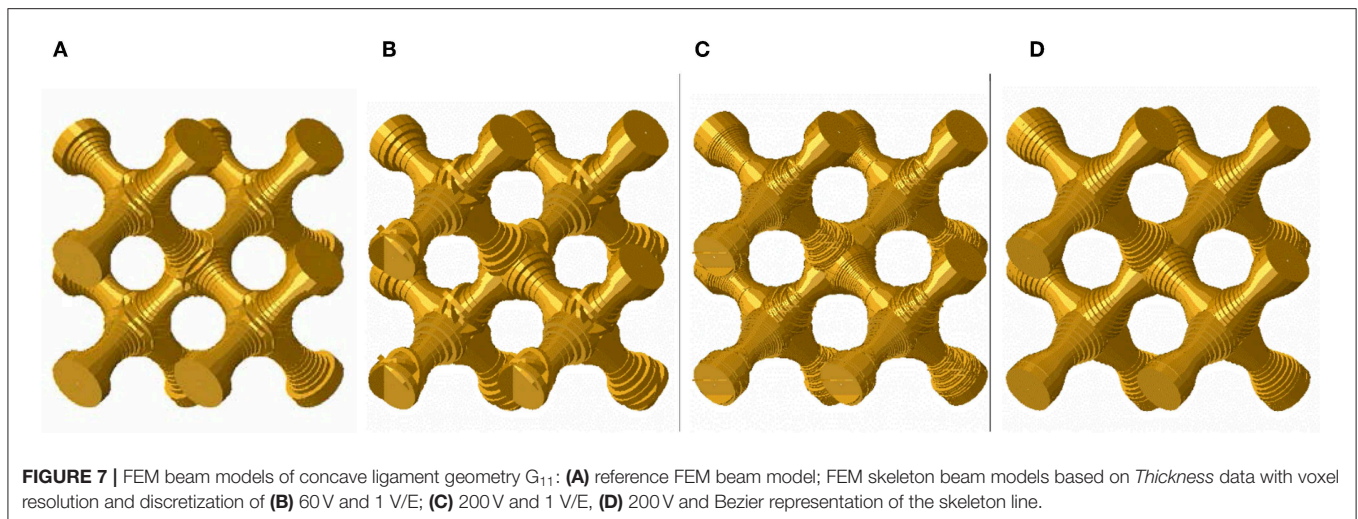 A B C D
FIGURE 7 | FEM beam models of concave ligament geometry G₁₁: (A) reference FEM beam model; FEM skeleton beam models based on Thickness data with voxel
resolution and discretization of (B) 60 V and 1 V/E; (C) 200 V and 1 V/E, (D) 200 V and Bezier representation of the skeleton line.